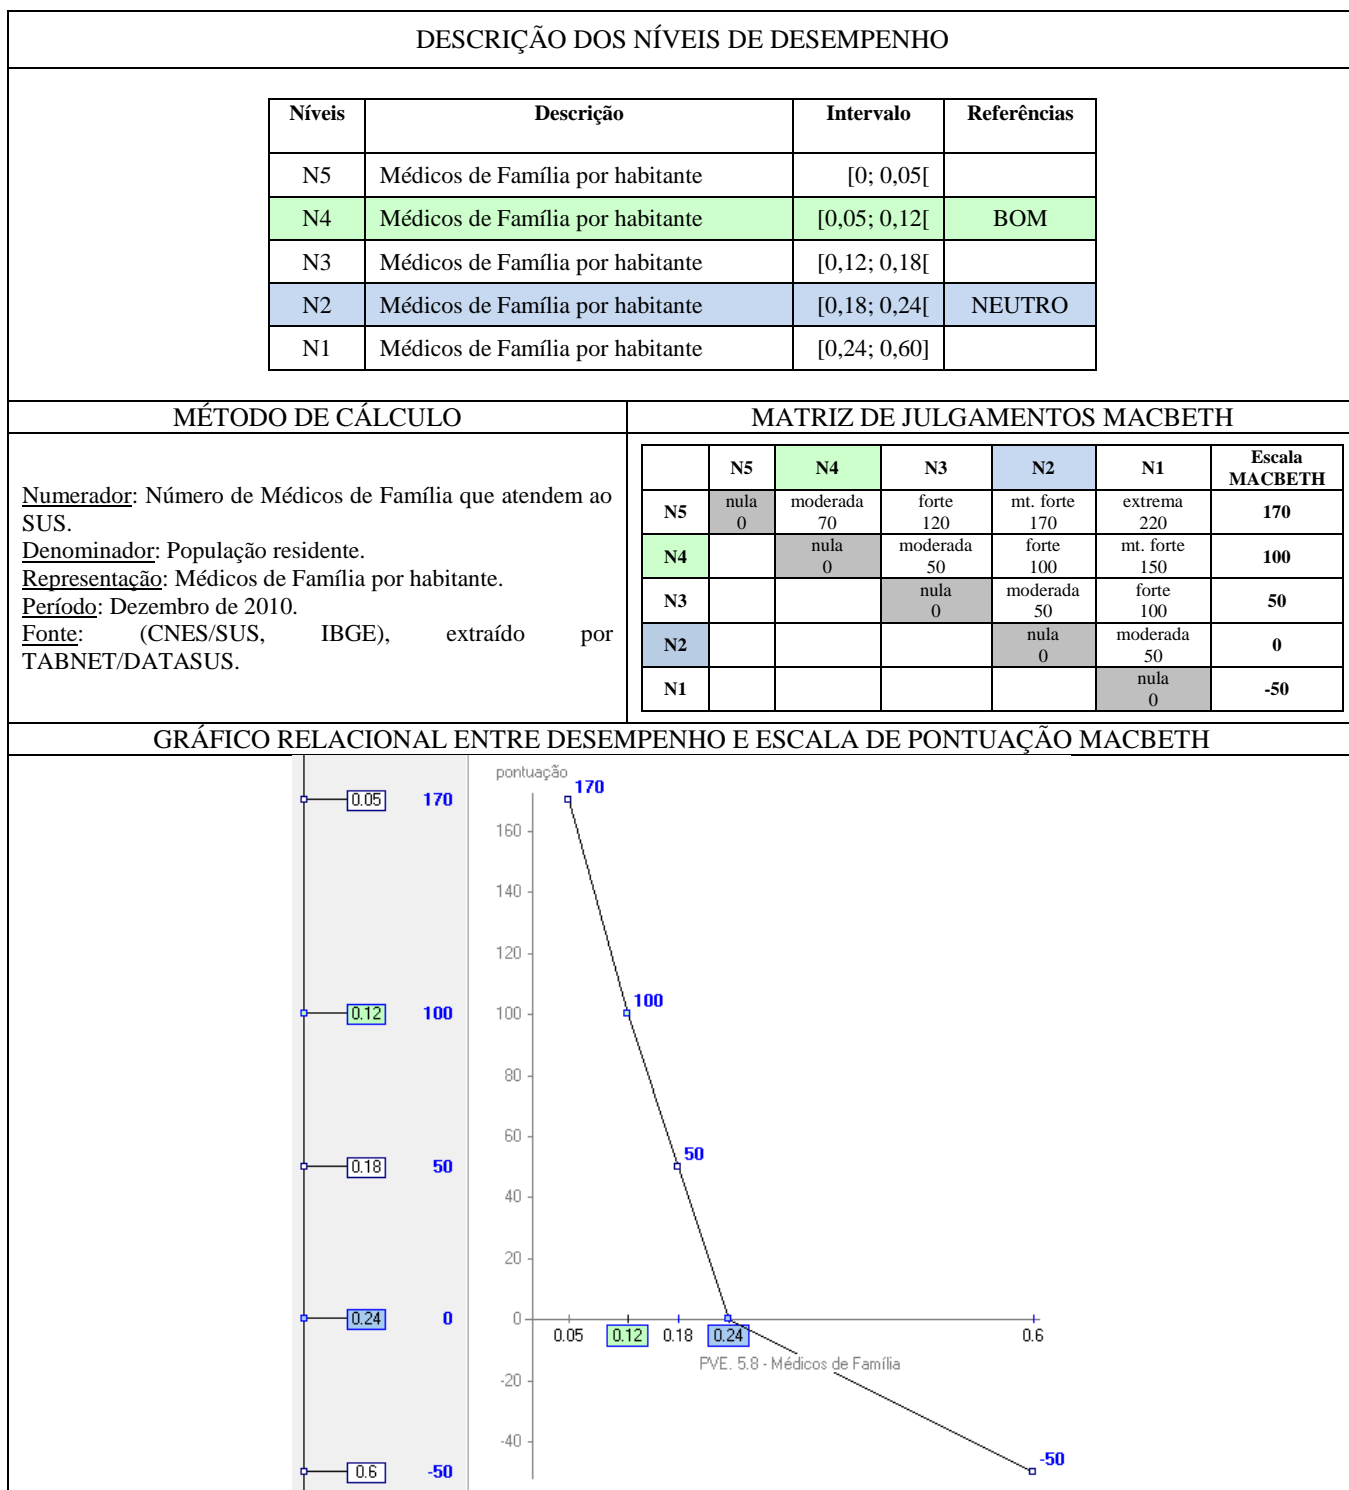 DESCRIÇÃO DOS NÍVEIS DE DESEMPENHO
Níveis Descrição Intervalo Referências
N5 Médicos de Família por habitante [0; 0,05[
N4 Médicos de Família por habitante [0,05; 0,12[ BOM
N3 Médicos de Família por habitante [0,12; 0,18[
N2 Médicos de Família por habitante [0,18; 0,24[ NEUTRO
N1 Médicos de Família por habitante [0,24; 0,60]
MÉTODO DE CÁLCULO
Numerador: Número de Médicos de Família que atendem ao
SUS.
Denominador: População residente.
Representação: Médicos de Família por habitante.
Período: Dezembro de 2010.
Fonte: (CNES/SUS, IBGE), extraído por
TABNET/DATASUS.
MATRIZ DE JULGAMENTOS MACBETH
N5 N4 N3 N2 N1 Escala
MACBETH
N5 nula moderada forte mt. forte extrema 170
0 70 120 170 220
N4 nula moderada forte mt. forte 100
0 50 100 150
N3 nula moderada forte 50
0 50 100
N2 nula moderada 0
0 50
N1 nula -50
0
GRÁFICO RELACIONAL ENTRE DESEMPENHO E ESCALA DE PONTUAÇÃO MACBETH
0.05 170
0.12 100
0.18 50
0.24 0
0.6 -50
pontuação
170
160
140
120
100
100
80
60
50
40
20
0
0.05 0.12 0.18 0.24 0.6
PVE. 5.8 - Médicos de Família
-20
-40
-50